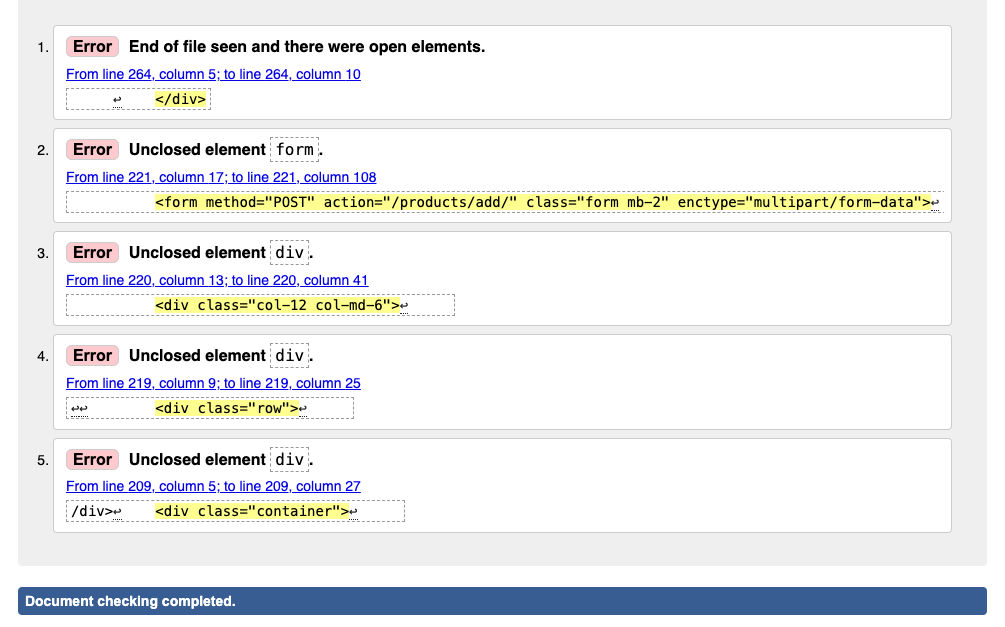 1. Error End of file seen and there were open elements.
From line 264, column 5; to line 264, column 10
↩ </div>
2. Error Unclosed element form.
From line 221, column 17; to line 221, column 108
<form method="POST" action="/products/add/" class="form mb-2" enctype="multipart/form-data">↩
3. Error Unclosed element div.
From line 220, column 13; to line 220, column 41
<div class="col-12 col-md-6">↩
4. Error Unclosed element div.
From line 219, column 9; to line 219, column 25
↩↩ <div class="row">↩
5. Error Unclosed element div.
From line 209, column 5; to line 209, column 27
/div>↩ <div class="container">↩
Document checking completed.